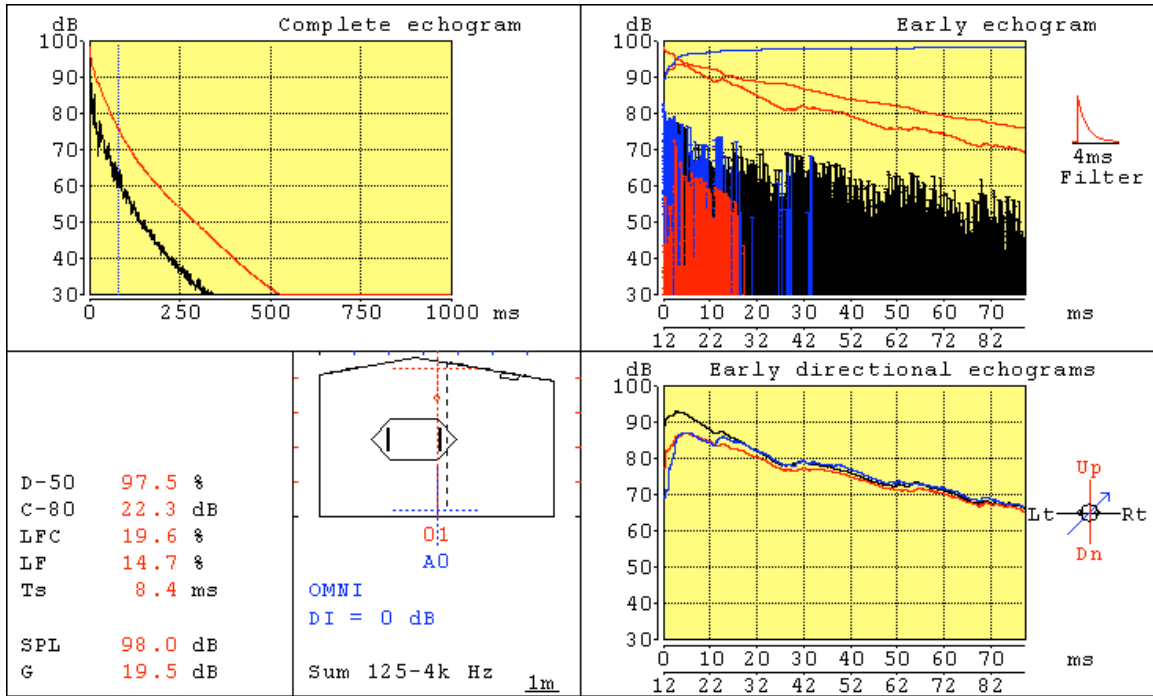 Complete echogram
dB
100
90
80
70
60
50
40
30
0 250 500 750 1000 ms
Early echogram
dB
100
90
80
70
60
50
40
30
0 10 20 30 40 50 60 70 ms
12 22 32 42 52 62 72 82
4ms
Filter
D-50 97.5 %
C-80 22.3 dB
LFC 19.6 %
LF 14.7 %
Ts 8.4 ms
SPL 98.0 dB
G 19.5 dB
01
A0
OMNI
DI = 0 dB
Sum 125-4k Hz 1m
Early directional echograms
dB
100
90
80
70
60
50
40
30
0 10 20 30 40 50 60 70 ms
12 22 32 42 52 62 72 82
Up
Lt Rt
Dn